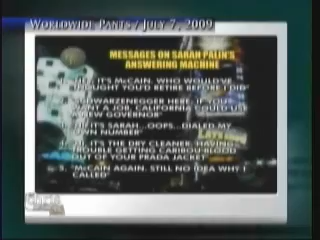 WORLDWIDE PANTS / JULY 7, 2009
MESSAGES ON SARAH PALIN'S
ANSWERING MACHINE
IT'S MCCAIN. WHO WOULD'VE
THOUGHT YOU'D RETIRE BEFORE I DID
SCHWARZENEGGER HERE. IF YOU
WANT A JOB, CALIFORNIA COULD USE
A NEW GOVERNOR"
IT'S SARAH...OOPS...DIALED MY
OWN NUMBER"
IT'S THE DRY CLEANER. HAVING
TROUBLE GETTING CARIBOU BLOOD
OUT OF YOUR PRADA JACKET"
"MCCAIN AGAIN. STILL NO IDEA WHY I
CALLED"